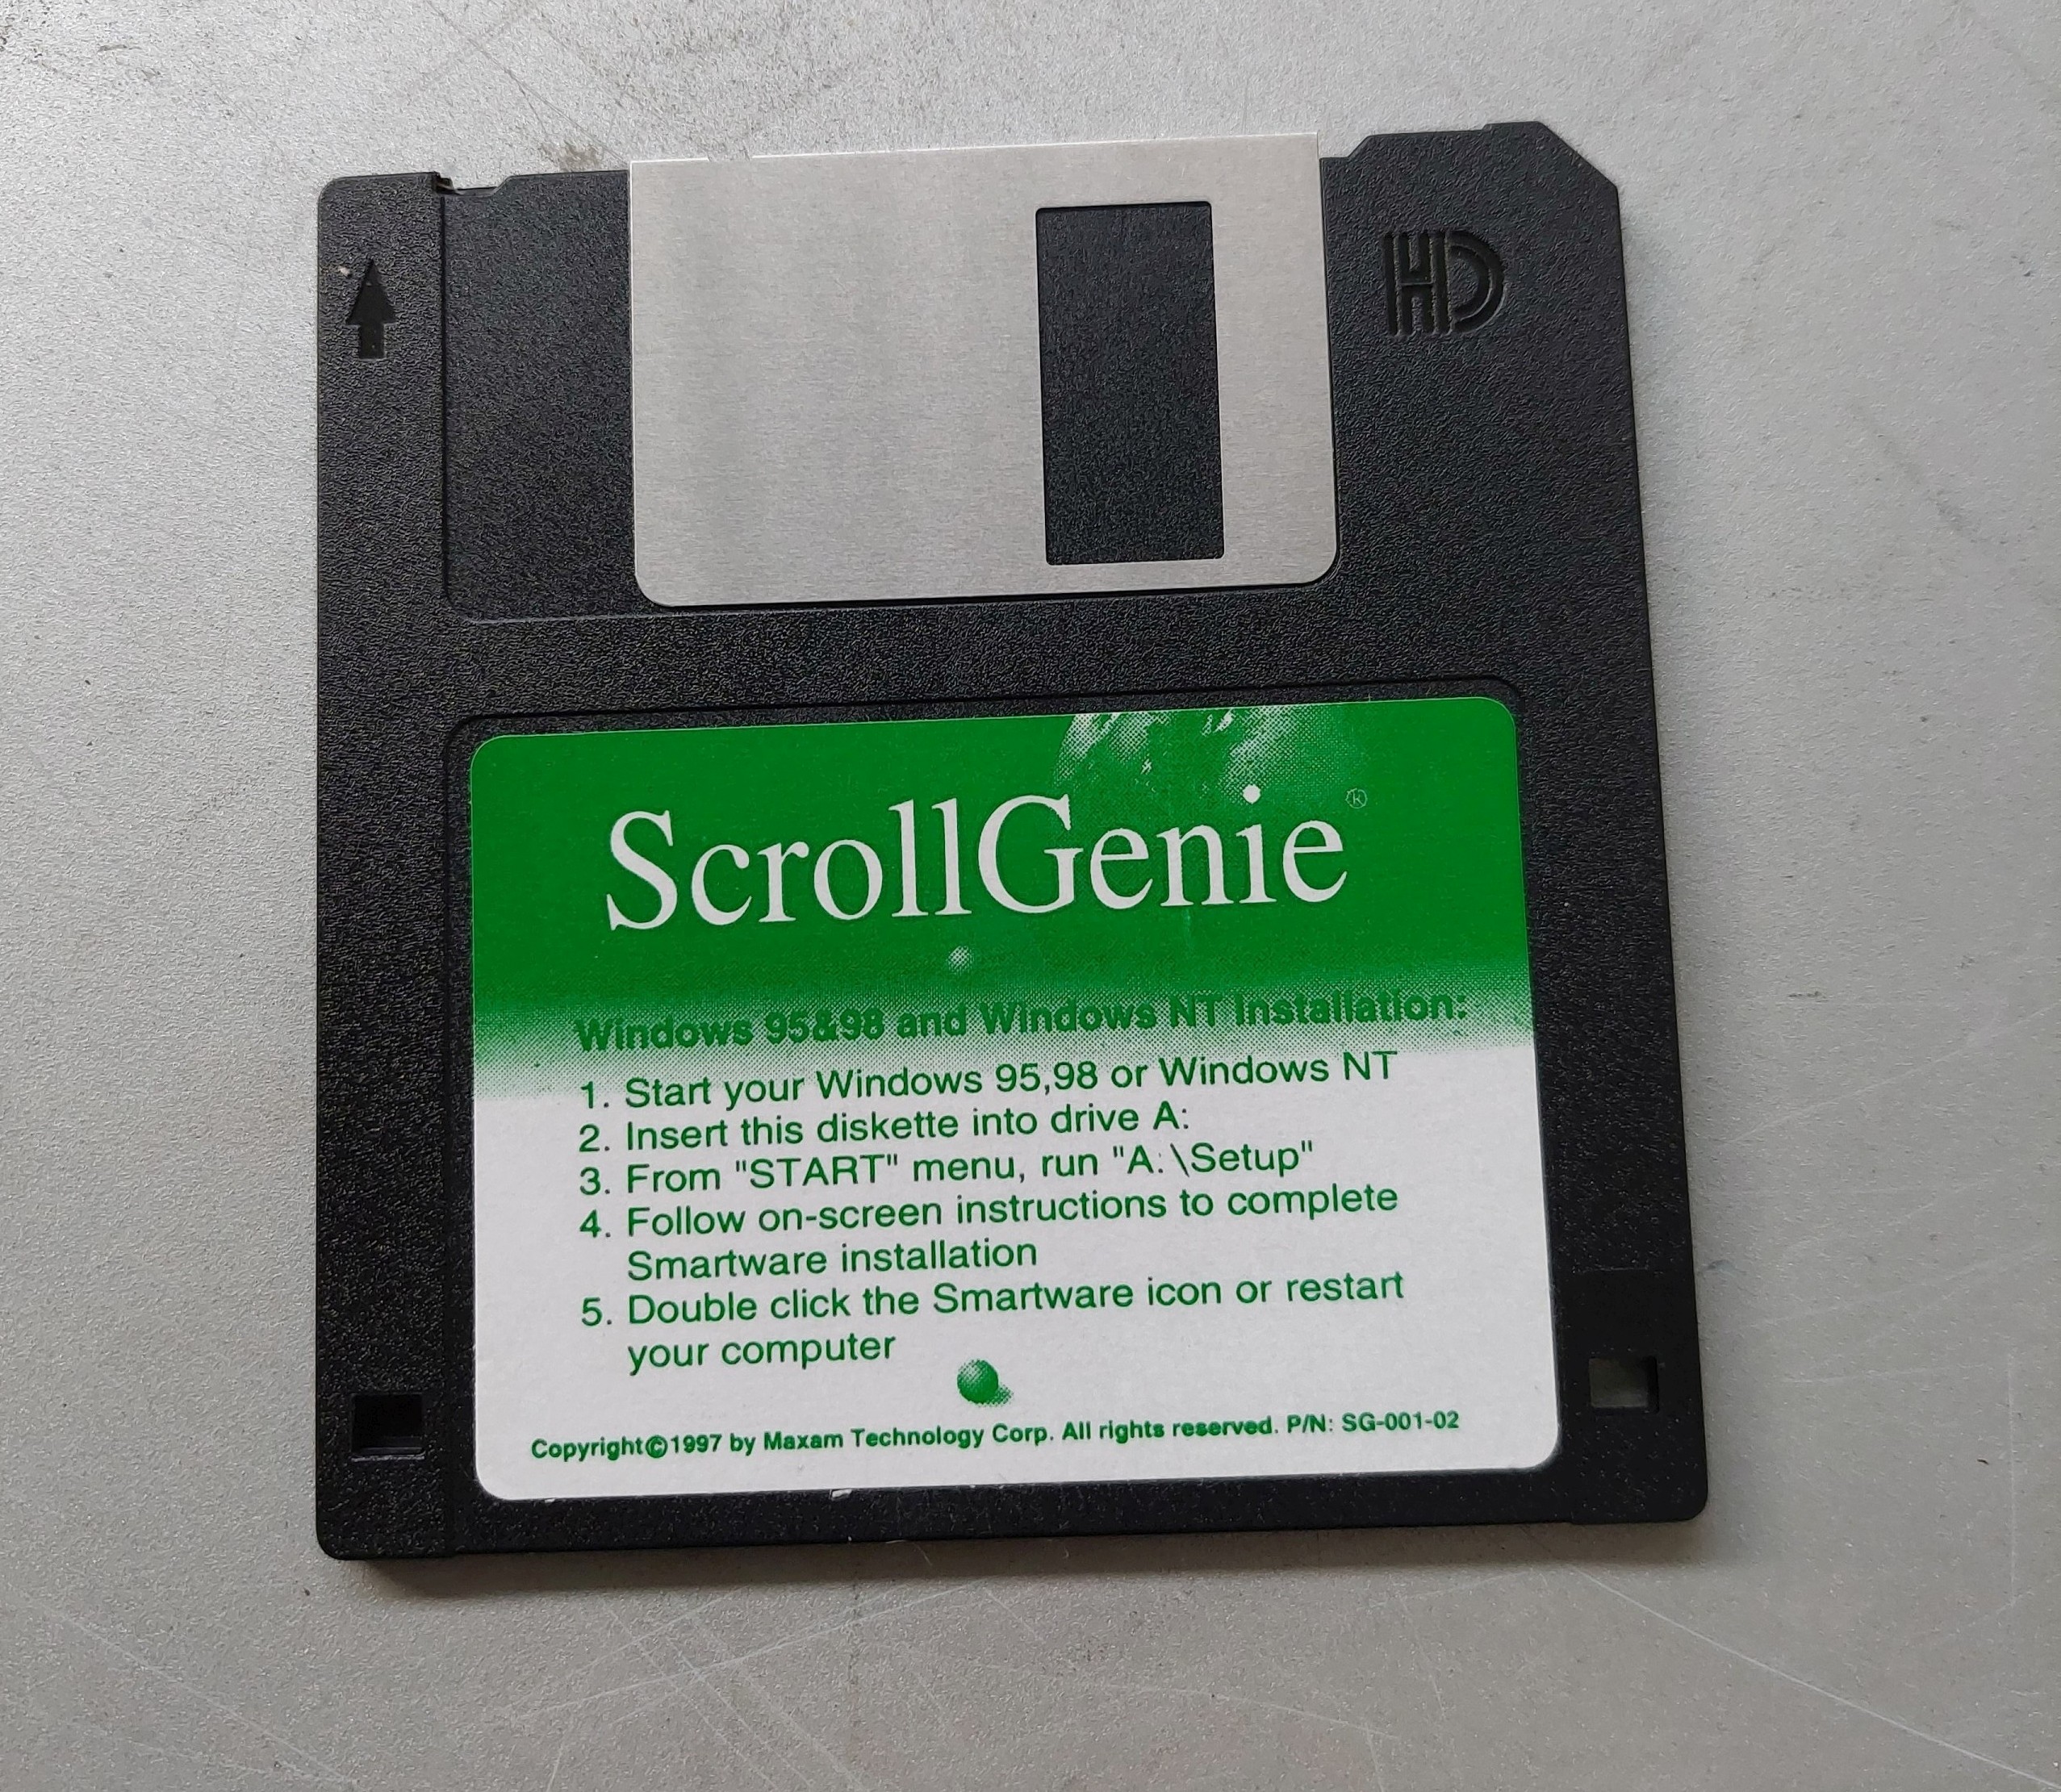 HD
ScrollGenie®
Windows 95&98 and Windows NT Installation:
1. Start your Windows 95,98 or Windows NT
2. Insert this diskette into drive A:
3. From "START" menu, run "A:\Setup"
4. Follow on-screen instructions to complete
Smartware installation
5. Double click the Smartware icon or restart
your computer
Copyright©1997 by Maxam Technology Corp. All rights reserved. P/N: SG-001-02